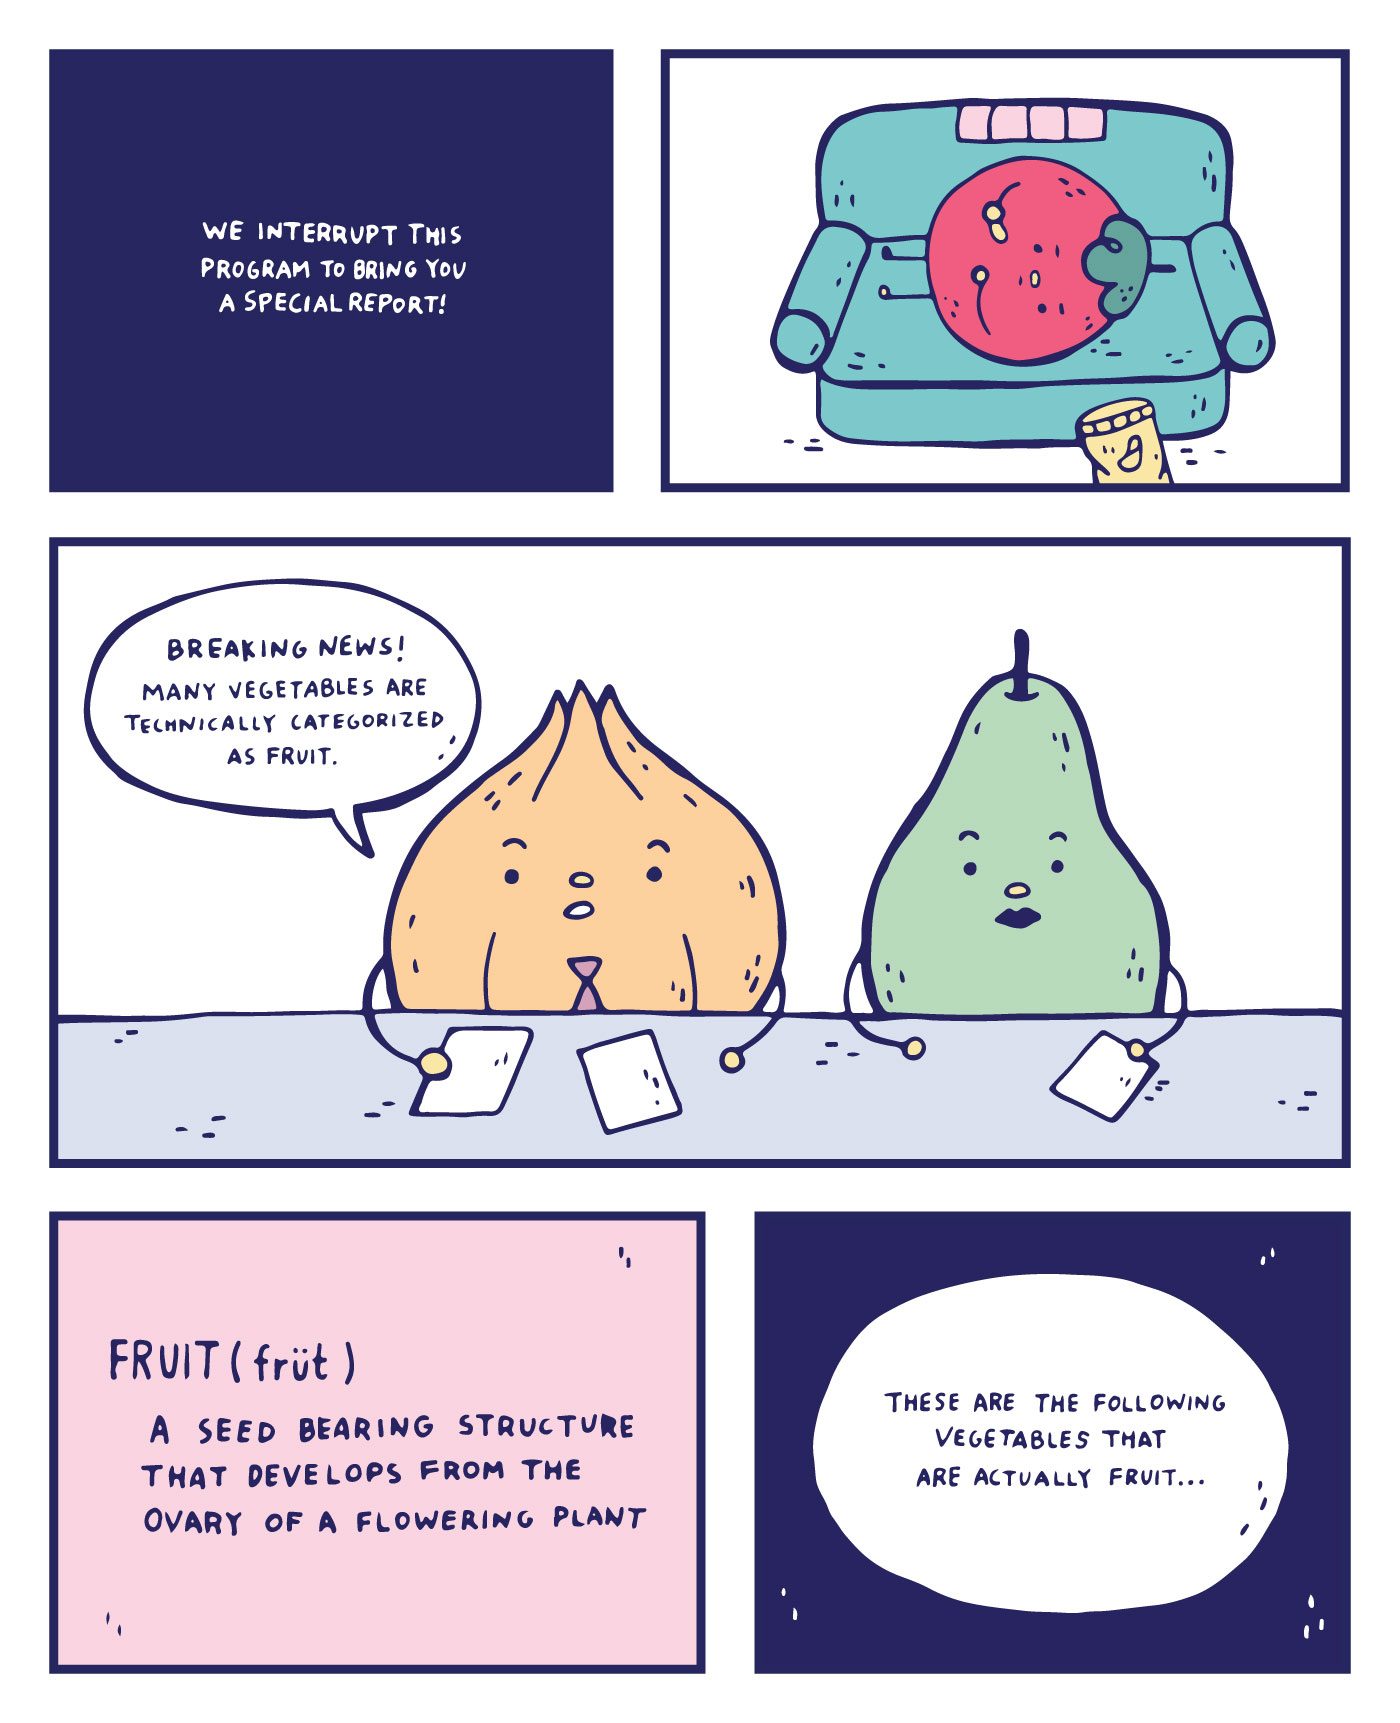 WE INTERRUPT THIS
PROGRAM TO BRING YOU
A SPECIAL REPORT!
BREAKING NEWS!
MANY VEGETABLES ARE
TECHNICALLY CATEGORIZED
AS FRUIT.
FRUIT (früt)
A SEED BEARING STRUCTURE
THAT DEVELOPS FROM THE
OVARY OF A FLOWERING PLANT
THESE ARE THE FOLLOWING
VEGETABLES THAT
ARE ACTUALLY FRUIT...